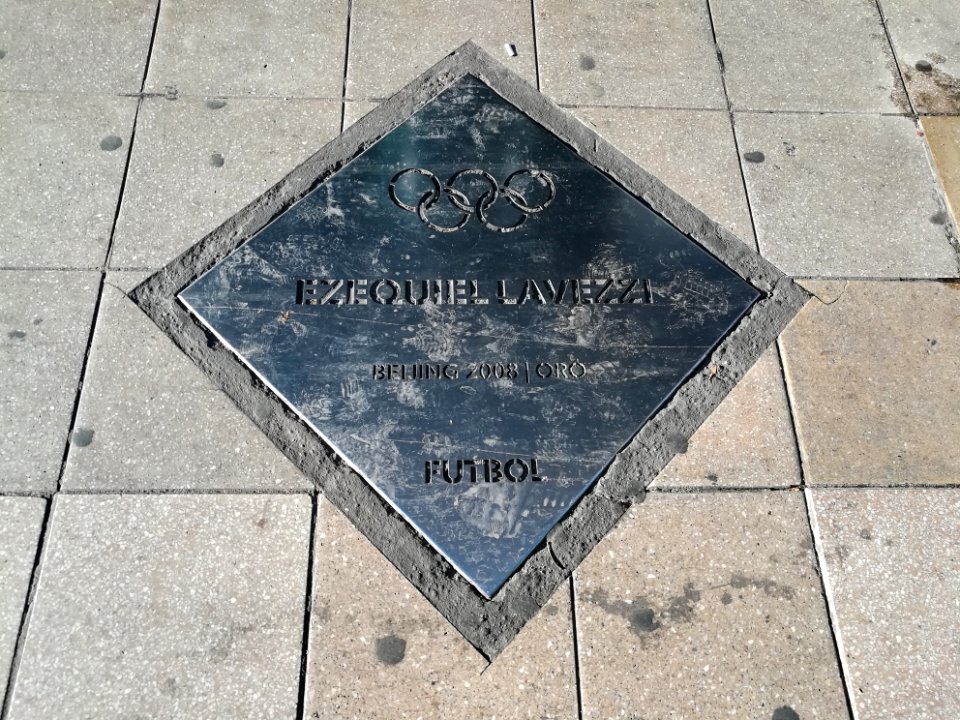 EZEQUIEL LAVEZZI
BEIJING 2008 | ORO
FUTBOL